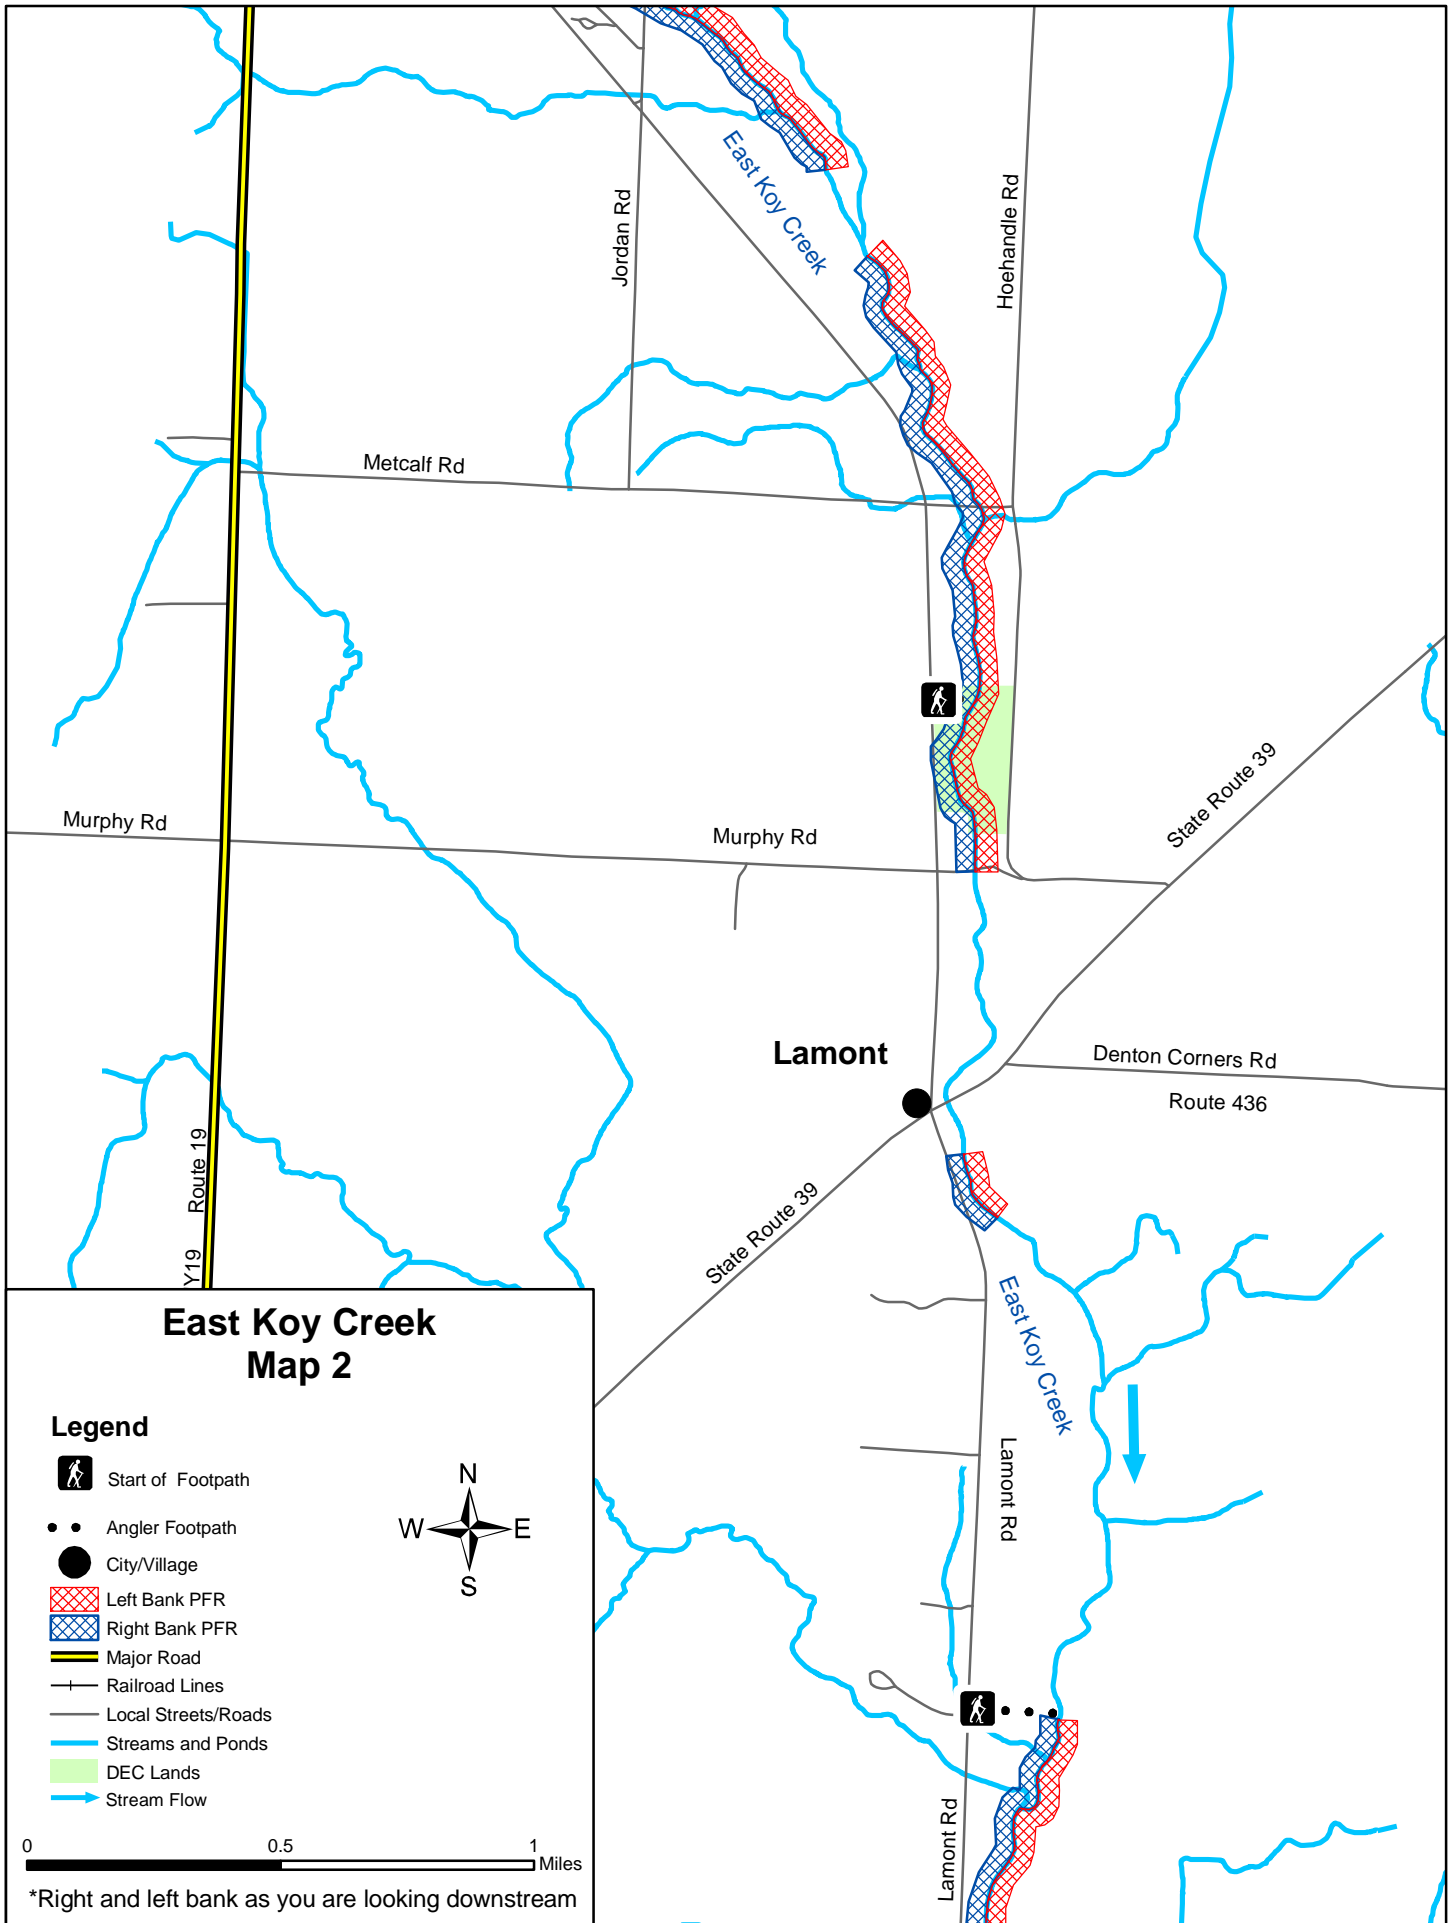 East Koy Creek
Jordan Rd
Hoehandle Rd
Metcalf Rd
State Route 39
Murphy Rd
Murphy Rd
Lamont
Denton Corners Rd
Route 436
Route 19
Y19
State Route 39
East Koy Creek
Lamont Rd
Lamont Rd
East Koy Creek
Map 2
Legend
Start of Footpath
Angler Footpath
City/Village
Left Bank PFR
Right Bank PFR
Major Road
Railroad Lines
Local Streets/Roads
Streams and Ponds
DEC Lands
Stream Flow
N
W E
S
0 0.5 1
Miles
*Right and left bank as you are looking downstream